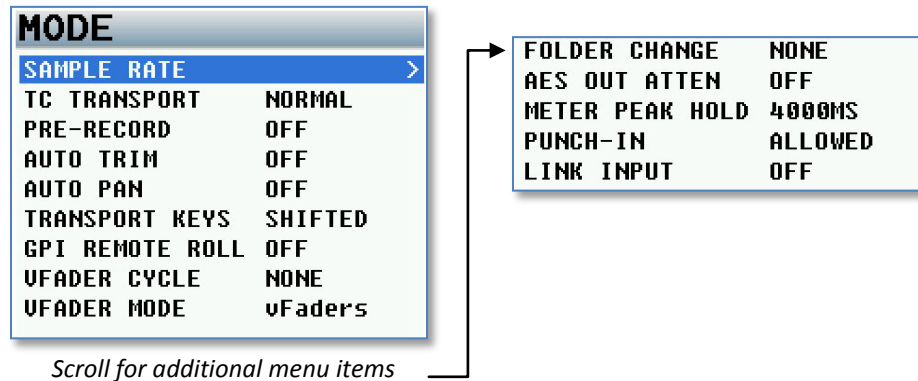 MODE
SAMPLE RATE >
TC TRANSPORT NORMAL
PRE-RECORD OFF
AUTO TRIM OFF
AUTO PAN OFF
TRANSPORT KEYS SHIFTED
GPI REMOTE ROLL OFF
VFADER CYCLE NONE
VFADER MODE vFaders
Scroll for additional menu items
FOLDER CHANGE NONE
AES OUT ATTEN OFF
METER PEAK HOLD 4000MS
PUNCH-IN ALLOWED
LINK INPUT OFF